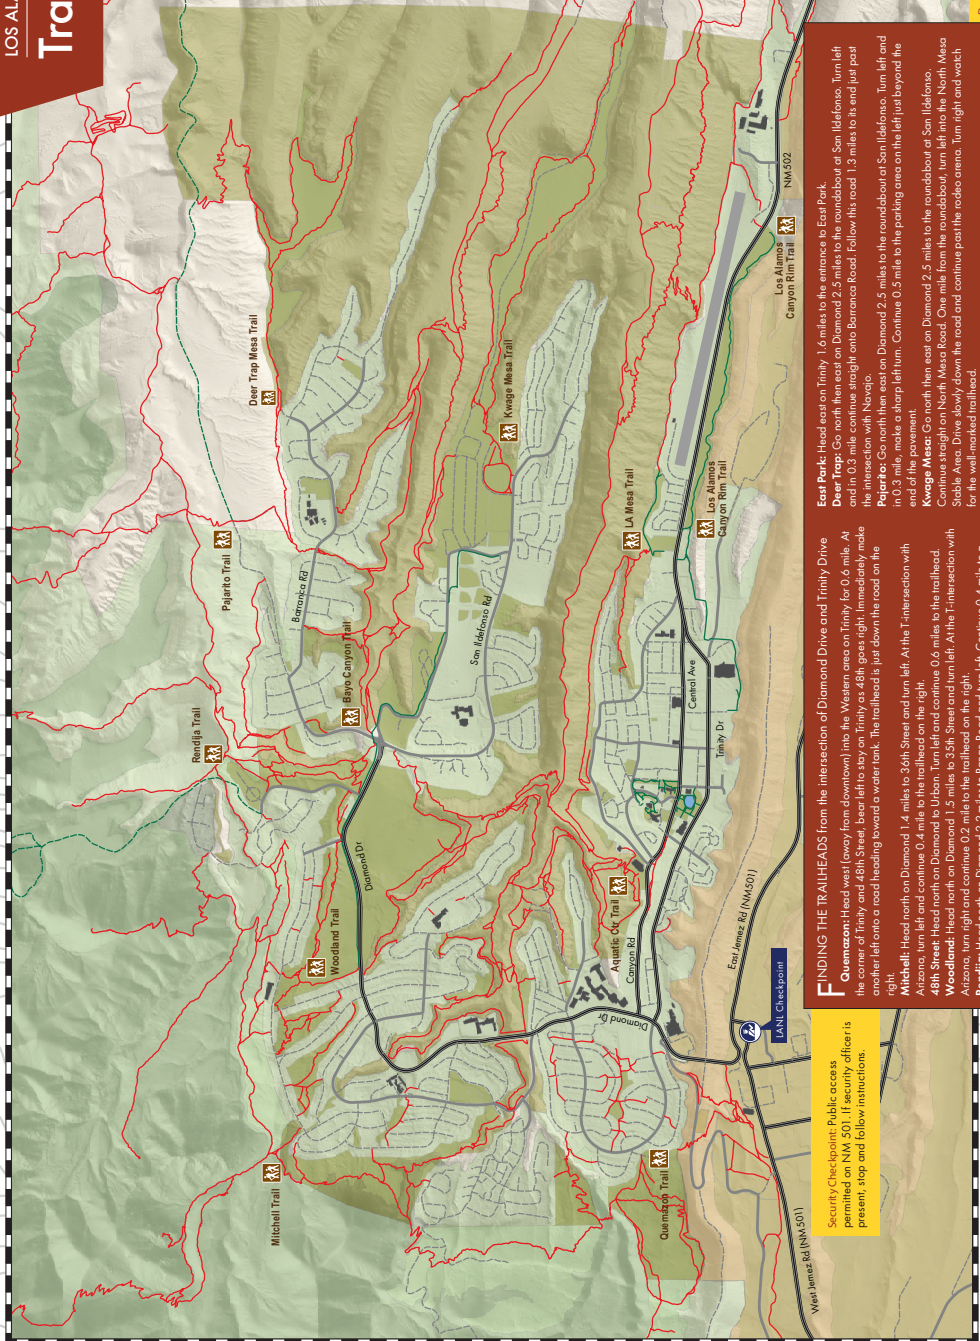 LOS ALA
Tra
Rendija Trail
Pajarito Trail
Deer Trap Mesa Trail
Mitchell Trail
Woodland Trail
Bayo Canyon Trail
Barranca Rd
Diamond Dr
San Ildefonso Rd
Kwage Mesa Trail
Quemazon Trail
Diamond Dr
Canyon Rd
Aquatic Ctr Trail
Trinity Dr
Central Ave
LA Mesa Trail
Los Alamos
Canyon Rim Trail
Los Alamos
Canyon Rim Trail
NM502
West Jemez Rd (NM501)
East Jemez Rd (NM501)
LANL Checkpoint
Security Checkpoint: Public access
permitted on NM 501. If security officer is
present, stop and follow instructions.
FINDING THE TRAILHEADS from the intersection of Diamond Drive and Trinity Drive
Quemazon: Head west (away from downtown) into the Western area on Trinity for 0.6 mile. At
the corner of Trinity and 48th Street, bear left to stay on Trinity as 48th goes right. Immediately make
another left onto a road heading toward a water tank. The trailhead is just down the road on the
right.
Mitchell: Head north on Diamond 1.4 miles to 36th Street and turn left. At the T-intersection with
Arizona, turn left and continue 0.4 mile to the trailhead on the right.
48th Street: Head north on Diamond to Urban. Turn left and continue 0.6 miles to the trailhead.
Woodland: Head north on Diamond 1.5 miles to 35th Street and turn left. At the T-intersection with
Arizona, turn right and continue 0.2 mile to the trailhead on the right.
East Park: Head east on Trinity 1.6 miles to the entrance to East Park.
Deer Trap: Go north then east on Diamond 2.5 miles to the roundabout at San Ildefonso. Turn left
and in 0.3 mile continue straight onto Barranca Road. Follow this road 1.3 miles to its end just past
the intersection with Navajo.
Pajarito: Go north then east on Diamond 2.5 miles to the roundabout at San Ildefonso. Turn left and
in 0.3 mile, make a sharp left turn. Continue 0.5 mile to the parking area on the left just beyond the
end of the pavement.
Kwage Mesa: Go north then east on Diamond 2.5 miles to the roundabout at San Ildefonso.
Continue straight on North Mesa Road. One mile from the roundabout, turn left into the North Mesa
Stable Area. Drive slowly down the road and continue past the rodeo arena. Turn right and watch
for the well-marked trailhead.